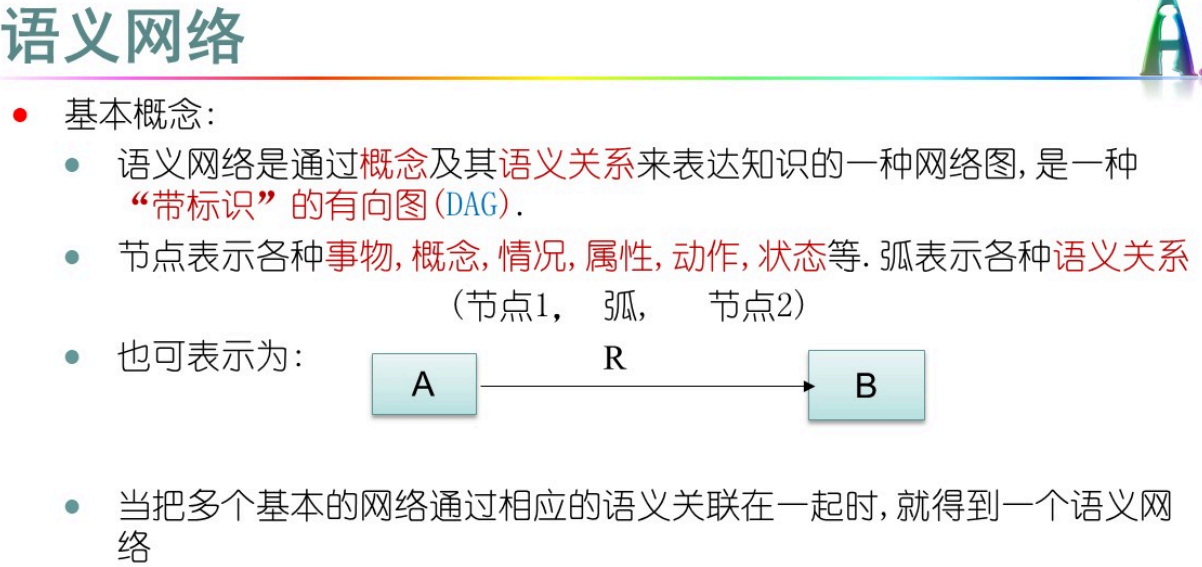 语义网络
基本概念:
语义网络是通过概念及其语义关系来表达知识的一种网络图,是一种
“带标识”的有向图(DAG).
节点表示各种事物,概念,情况,属性,动作,状态等.弧表示各种语义关系
(节点1, 弧, 节点2)
也可表示为:
R
A
B
当把多个基本的网络通过相应的语义关联在一起时,就得到一个语义网
络